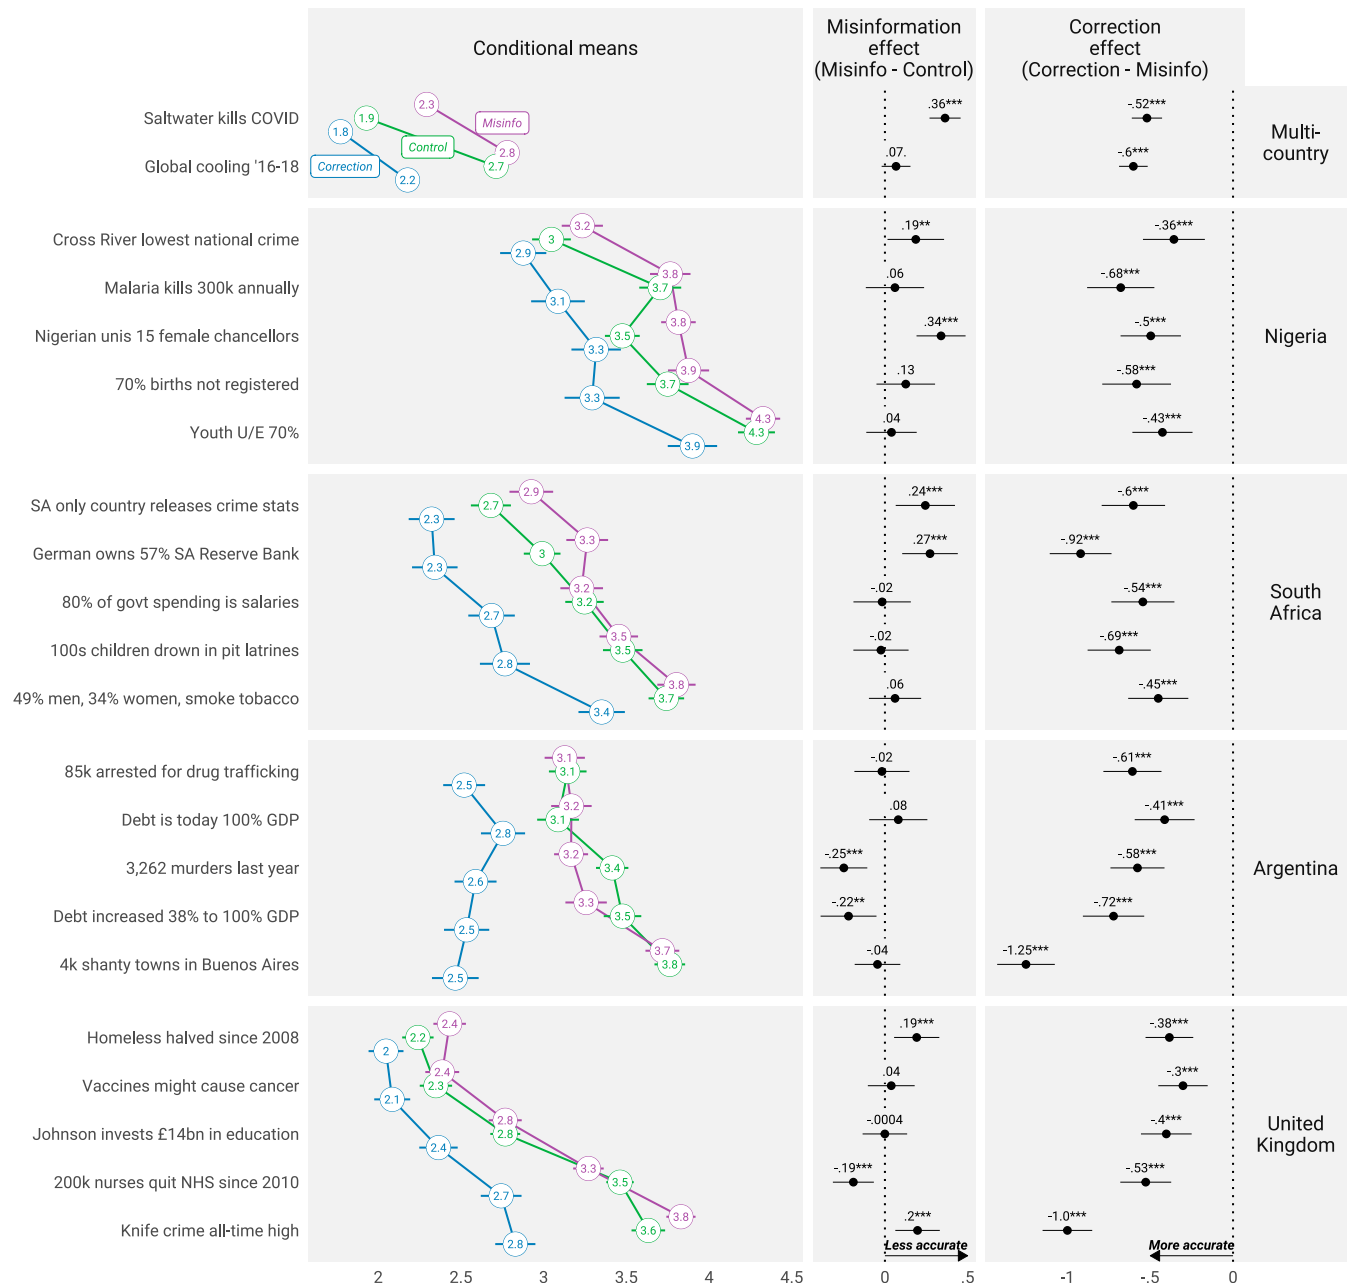 Conditional means
Misinformation
effect
(Misinfo - Control)
Correction
effect
(Correction - Misinfo)
Saltwater kills COVID
Global cooling '16-18
2.3
1.9
1.8
2.8
2.7
2.2
Misinfo
Control
Correction
.36***
.07.
-.52***
-.6***
Multi-
country
Cross River lowest national crime
Malaria kills 300k annually
Nigerian unis 15 female chancellors
70% births not registered
Youth U/E 70%
3.2
3
2.9
3.8
3.7
3.1
3.8
3.5
3.3
3.9
3.7
3.3
4.3
4.3
3.9
.19**
.06
.34***
.13
.04
-.36***
-.68***
-.5***
-.58***
-.43***
Nigeria
SA only country releases crime stats
German owns 57% SA Reserve Bank
80% of govt spending is salaries
100s children drown in pit latrines
49% men, 34% women, smoke tobacco
2.9
2.7
2.3
3.3
3
2.3
3.2
3.2
2.7
3.5
3.5
2.8
3.8
3.7
3.4
.24***
.27***
-.02
-.02
.06
-.6***
-.92***
-.54***
-.69***
-.45***
South
Africa
85k arrested for drug trafficking
Debt is today 100% GDP
3,262 murders last year
Debt increased 38% to 100% GDP
4k shanty towns in Buenos Aires
3.1
3.1
2.5
3.2
3.1
2.8
3.2
3.4
2.6
3.3
3.5
2.5
3.7
3.8
2.5
-.02
.08
-.25***
-.22**
-.04
-.61***
-.41***
-.58***
-.72***
-1.25***
Argentina
Homeless halved since 2008
Vaccines might cause cancer
Johnson invests £14bn in education
200k nurses quit NHS since 2010
Knife crime all-time high
2.4
2.2
2
2.4
2.3
2.1
2.8
2.8
2.4
3.3
3.5
2.7
3.8
3.6
2.8
.19***
.04
-.0004
-.19***
.2***
Less accurate
-.38***
-.3***
-.4***
-.53***
-1.0***
More accurate
United
Kingdom
2 2.5 3 3.5 4 4.5
0 .5
-1 -.5 0